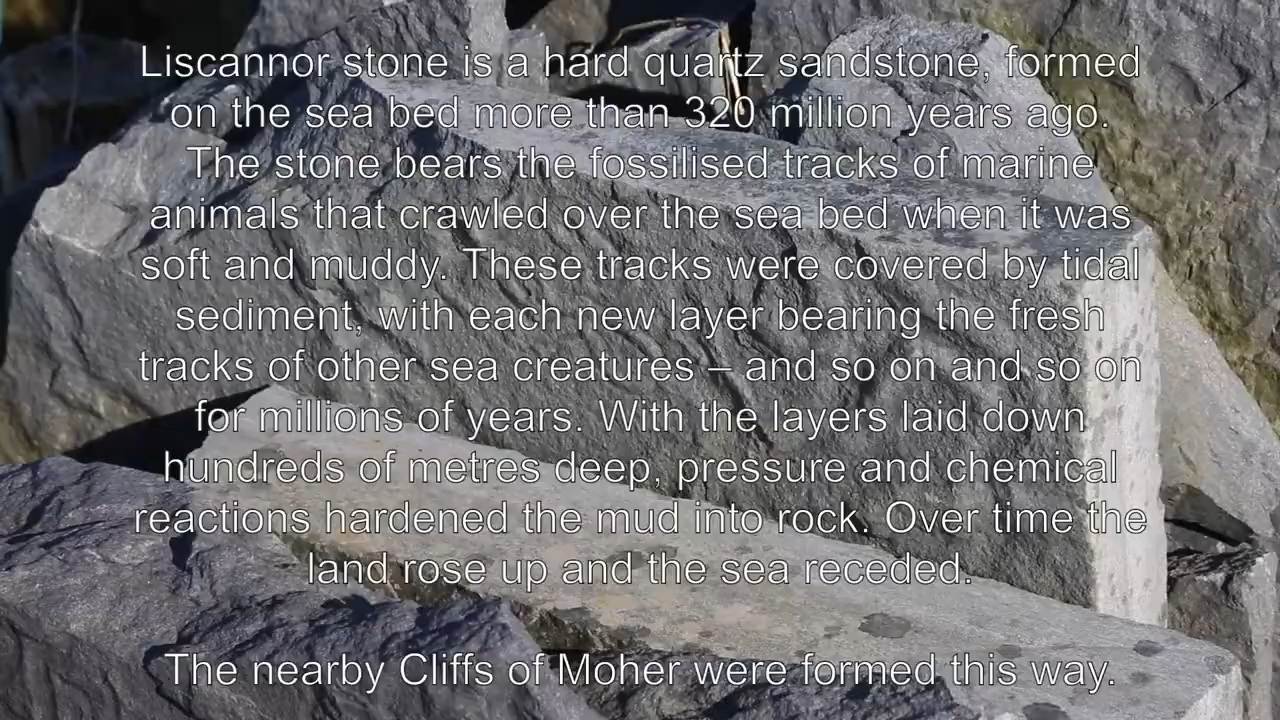 Liscannor stone is a hard quartz sandstone, formed
on the sea bed more than 320 million years ago.
The stone bears the fossilised tracks of marine
animals that crawled over the sea bed when it was
soft and muddy. These tracks were covered by tidal
sediment, with each new layer bearing the fresh
tracks of other sea creatures – and so on and so on
for millions of years. With the layers laid down
hundreds of metres deep, pressure and chemical
reactions hardened the mud into rock. Over time the
land rose up and the sea receded.
The nearby Cliffs of Moher were formed this way.